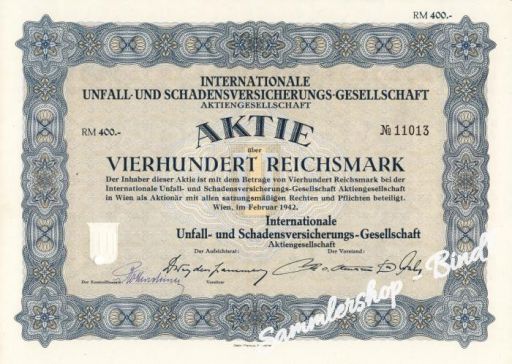 RM 400.-
INTERNATIONALE
UNFALL- UND SCHADENSVERSICHERUNGS-GESELLSCHAFT
AKTIENGESELLSCHAFT
AKTIE
RM 400.-
№ 11013
über
VIERHUNDERT REICHSMARK
Der Inhaber dieser Aktie ist mit dem Betrage von Vierhundert Reichsmark bei der
Internationale Unfall- und Schadensversicherungs-Gesellschaft Aktiengesellschaft
in Wien als Aktionär mit allen satzungsmäßigen Rechten und Pflichten beteiligt.
Wien, im Februar 1942.
Internationale
Unfall- und Schadensversicherungs-Gesellschaft
Aktiengesellschaft
Der Aufsichtsrat:
Der Vorstand:
Der Kontrollbeamte:
Vorsitzer
Sammlershop - Bindl